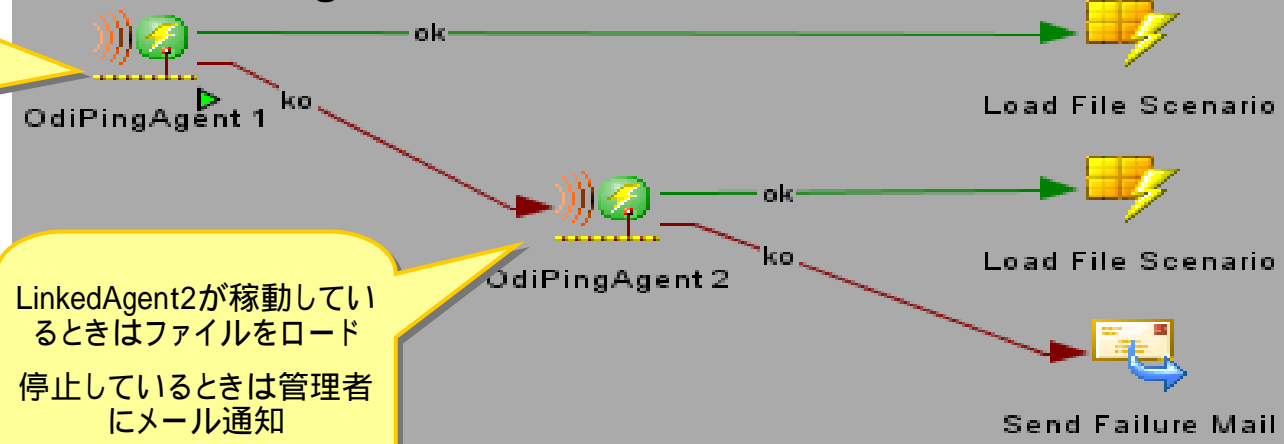 ok
OdiPingAgent 1
ko
Load File Scenario
ok
OdiPingAgent 2
ko
Load File Scenario
LinkedAgent2が稼動してい
るときはファイルをロード
停止しているときは管理者
にメール通知
Send Failure Mail